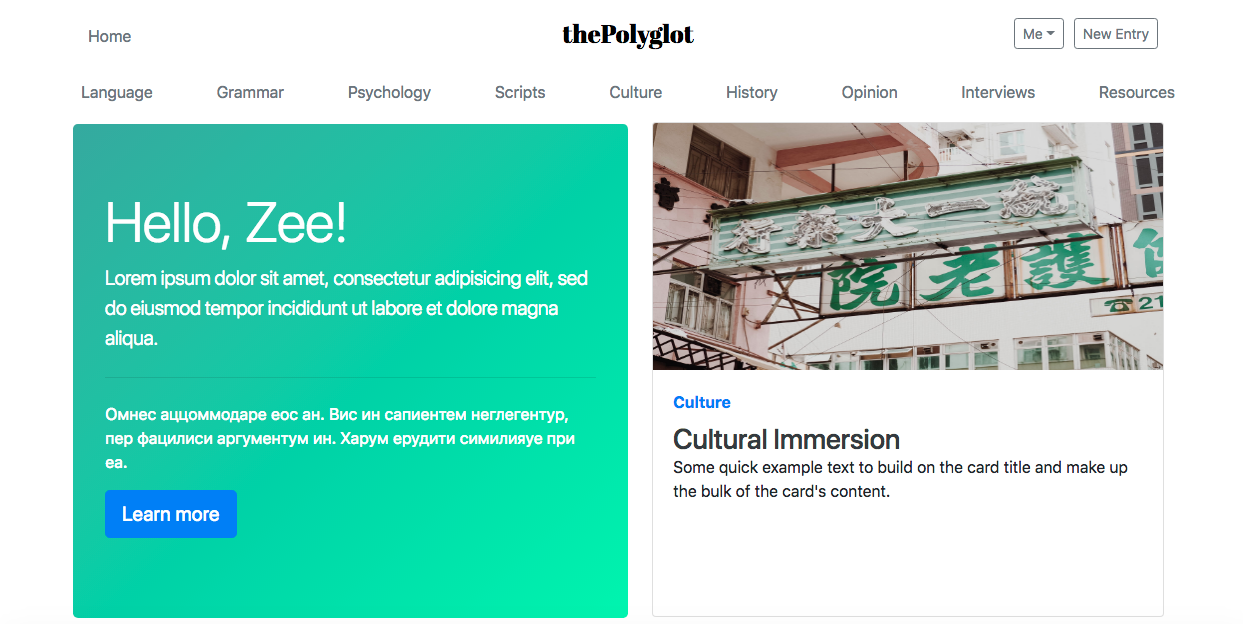 Home
thePolyglot
Me
New Entry
Language Grammar Psychology Scripts Culture History Opinion Interviews Resources
Hello, Zee!
Lorem ipsum dolor sit amet, consectetur adipisicing elit, sed
do eiusmod tempor incididunt ut labore et dolore magna
aliqua.
Омнес аццоммодаре еос ан. Вис ин сапиентем неглегентур,
пер фацилиси аргументум ин. Харум ерудити симилияуе при
еа.
Learn more
院老護
21
Culture
Cultural Immersion
Some quick example text to build on the card title and make up
the bulk of the card's content.